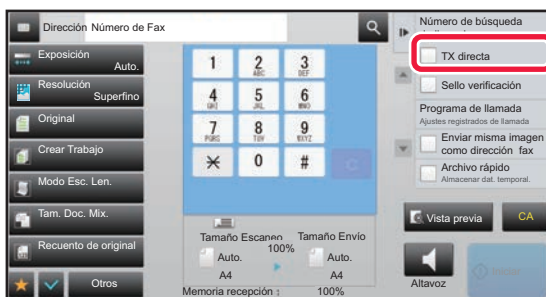 Dirección Número de Fax
Exposición
Auto.
Resolución
Superfino
Original
Crear Trabajo
Modo Esc. Len.
Tam. Doc. Mix.
Recuento de original
Otros
1
2
ABC
3
DEF
4
GHI
5
JKL
6
MNO
7
PQRS
8
TUV
9
WXYZ
0
#
C
Tamaño Escaneo
Tamaño Envío
100%
Auto.
A4
Auto.
A4
Memoria recepción :
100%
Número de búsqueda
TX directa
Sello verificación
Programa de llamada
Ajustes registrados de llamada
Enviar misma imagen
como dirección fax
Archivo rápido
Almacenar dat. temporal.
Vista previa
CA
Altavoz